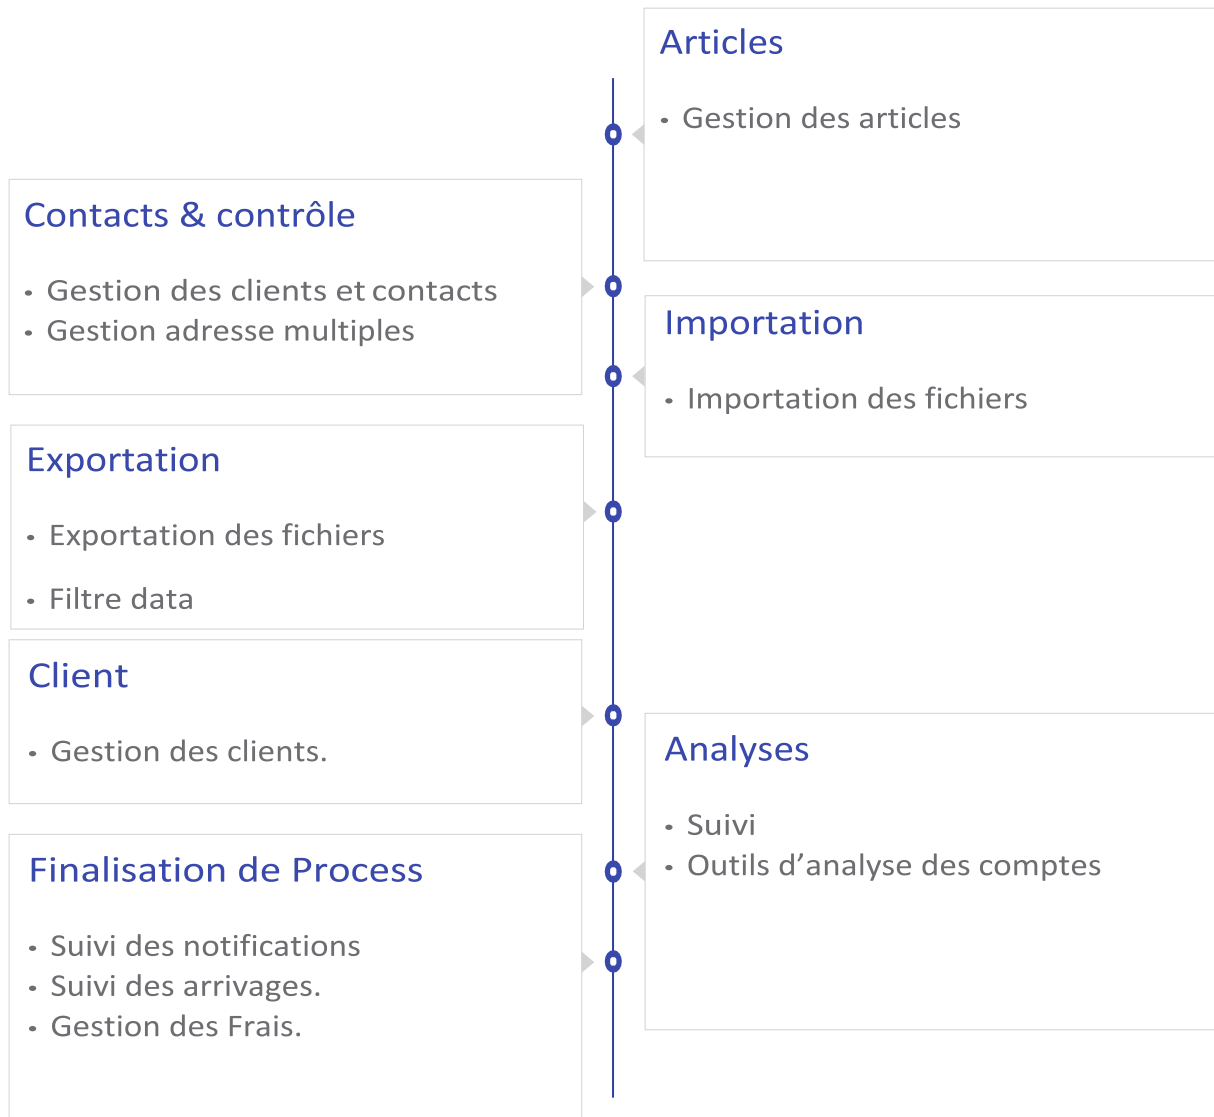 Articles
• Gestion des articles
Contacts & contrôle
• Gestion des clients et contacts
• Gestion adresse multiples
Importation
• Importation des fichiers
Exportation
• Exportation des fichiers
• Filtre data
Client
• Gestion des clients.
Analyses
• Suivi
• Outils d’analyse des comptes
Finalisation de Process
• Suivi des notifications
• Suivi des arrivages.
• Gestion des Frais.